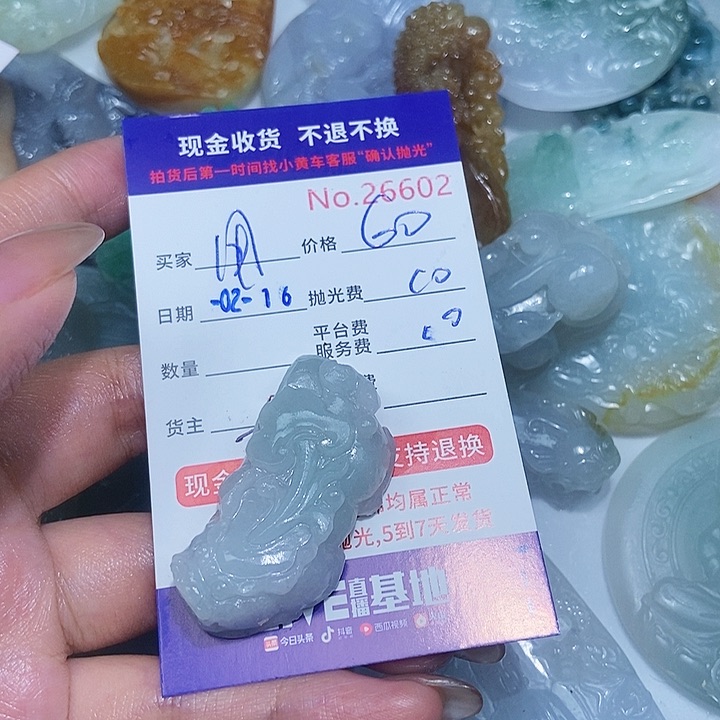 现金收货 不退不换
拍货后第一时间找小黄车客服“确认抛光”
No.26602
买家 价格 60
日期 -02-16 抛光费
数量 平台费
服务费
费
货主
现金 支持退换
均属正常
抛光,5到7天发货
直播基地
今日头条 抖音 西瓜视频